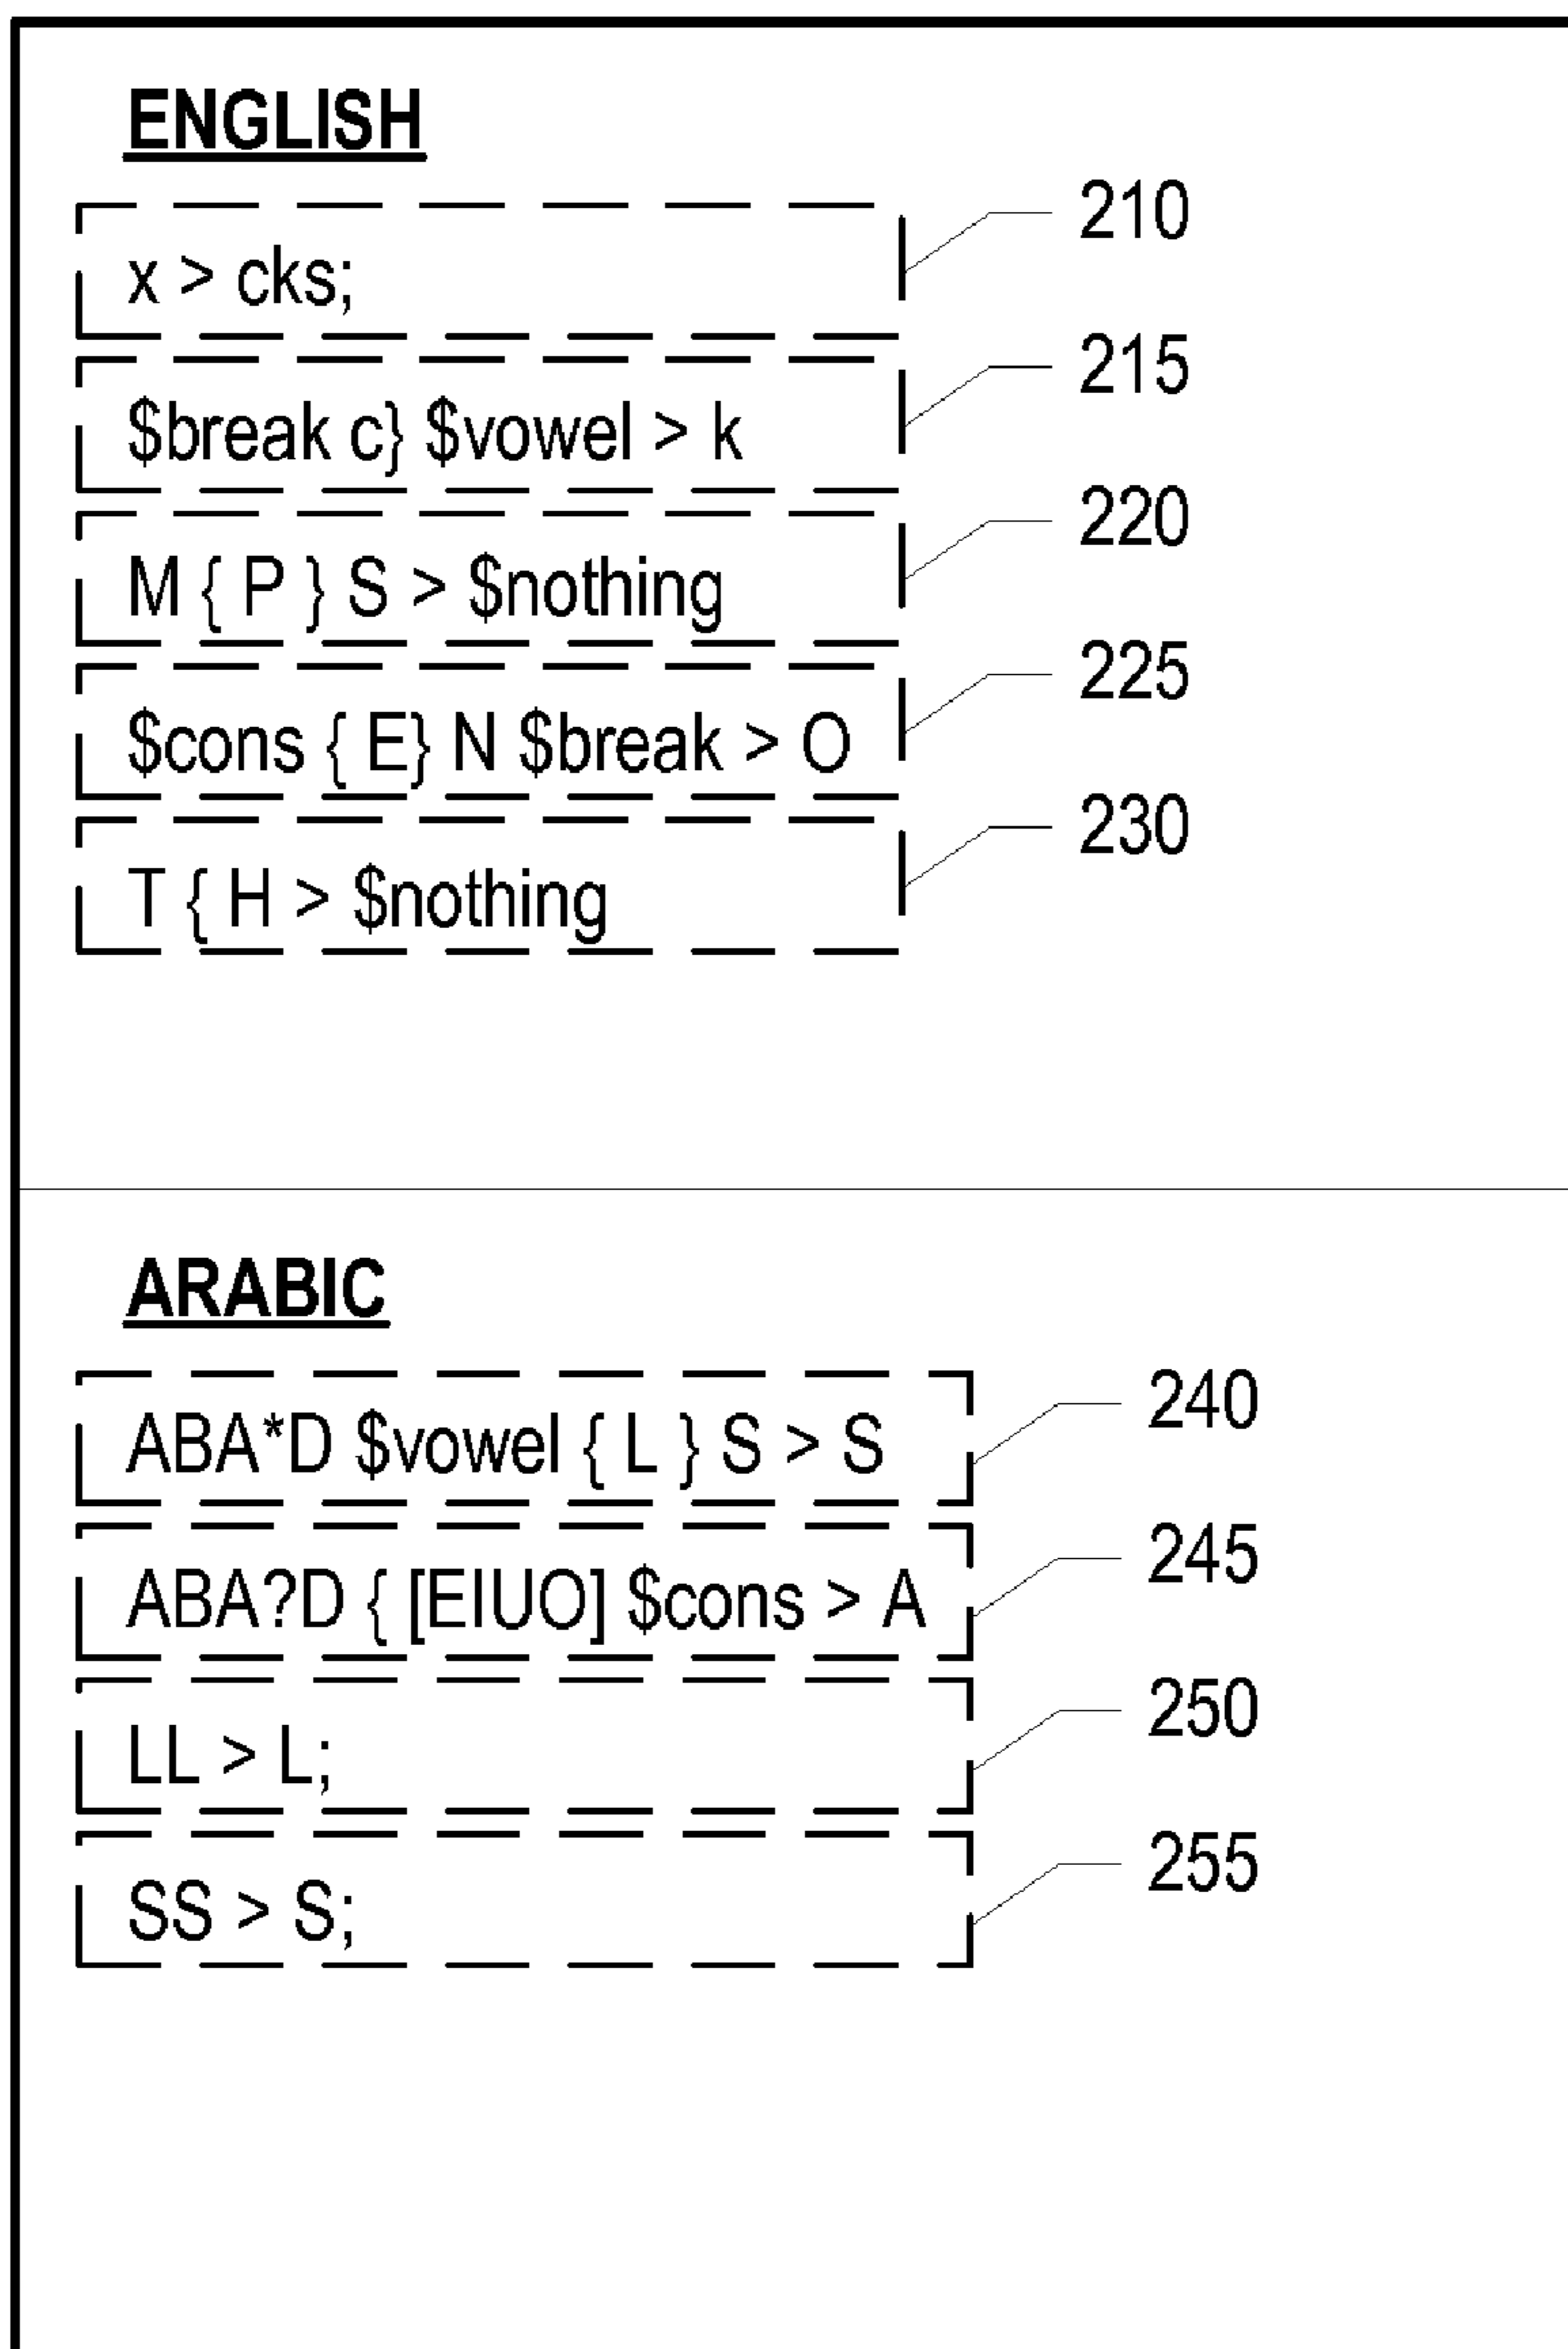 ENGLISH
x > cks; 210
$break c} $vowel > k 215
M { P } S > $nothing 220
$cons { E} N $break > O 225
T { H > $nothing 230
ARABIC
ABA*D $vowel { L } S > S 240
ABA?D { [EIUO] $cons > A 245
LL > L; 250
SS > S; 255